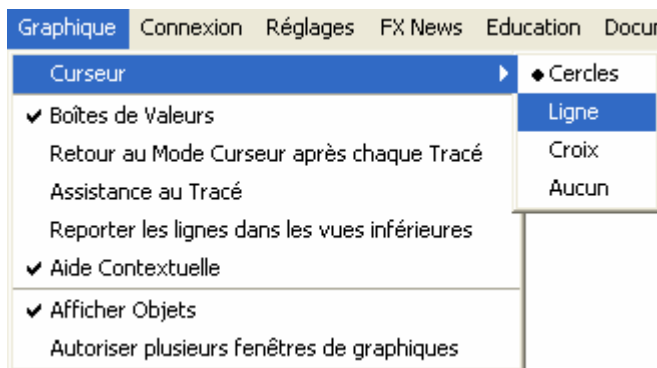 Graphique Connexion Réglages FX News Education
Curseur
Cercles
Ligne
Croix
Aucun
Boîtes de Valeurs
Retour au Mode Curseur après chaque Tracé
Assistance au Tracé
Reporter les lignes dans les vues inférieures
Aide Contextuelle
Afficher Objets
Autoriser plusieurs fenêtres de graphiques